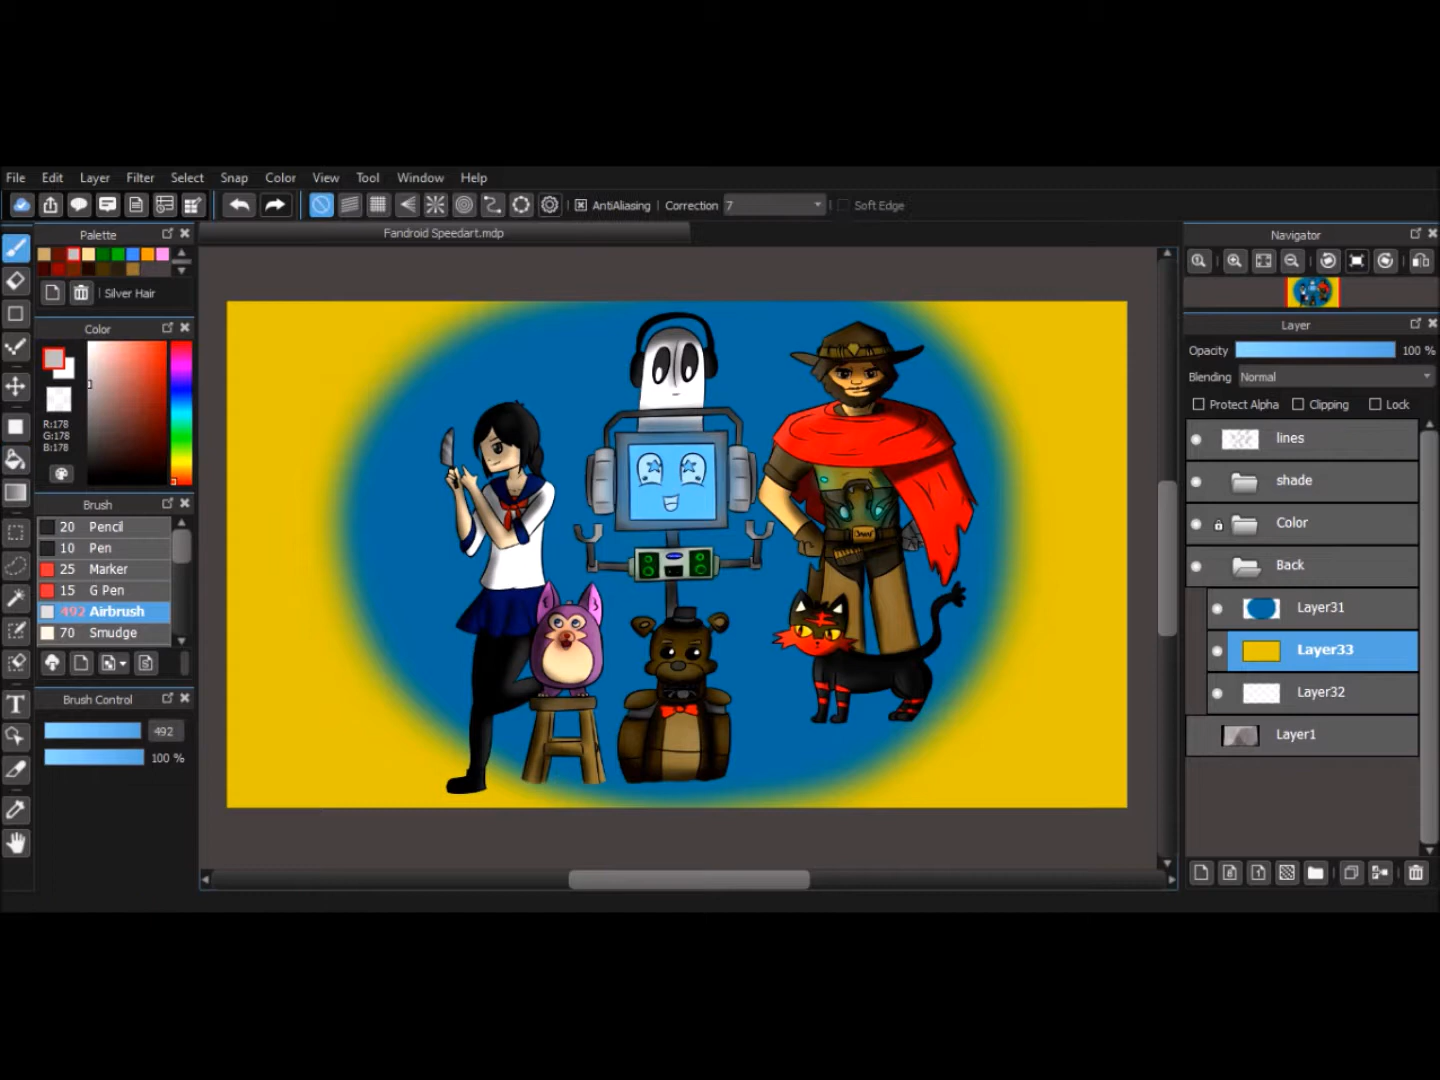 File Edit Layer Filter Select Snap Color View Tool Window Help
AntiAliasing Correction 7 Soft Edge
Palette
Fandroid Speedart.mdp
Navigator
Silver Hair
Color
R:178
G:178
B:178
Brush
20 Pencil
10 Pen
25 Marker
15 G Pen
492 Airbrush
70 Smudge
Brush Control
492
100 %
T
Layer
Opacity 100 %
Blending Normal
Protect Alpha Clipping Lock
lines
shade
Color
Back
Layer31
Layer33
Layer32
Layer1